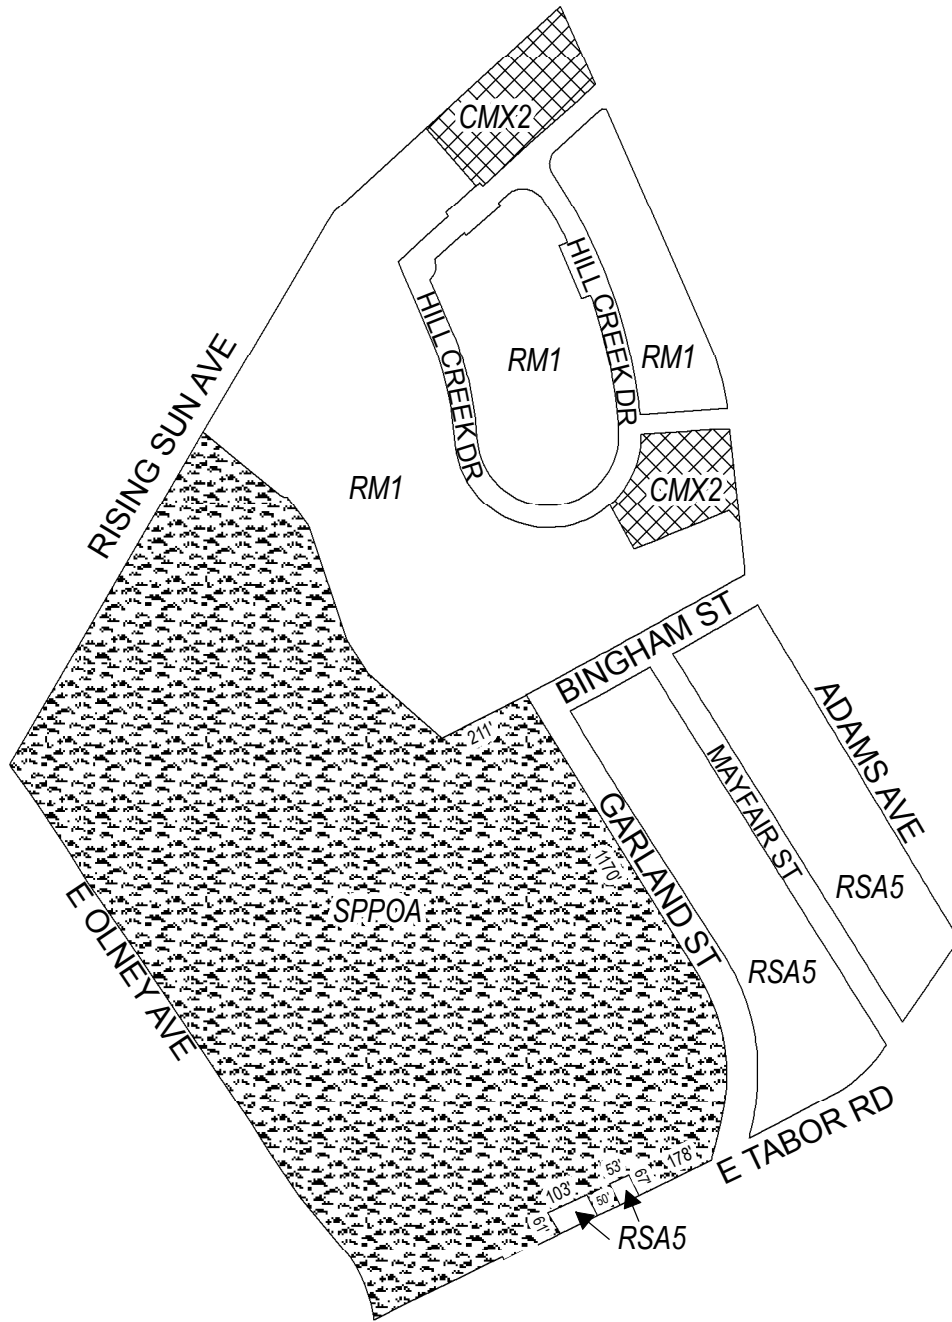 CMX2
HILL CREEK DR
HILL CREEK DR
RM1
RM1
RISING SUN AVE
RM1
CMX2
BINGHAM ST
211'
ADAMS AVE
MAYFAIR ST
GARLAND ST
1170'
RSA5
SPPOA
E OLNEY AVE
RSA5
E TABOR RD
178'
53'
67'
103'
50'
61'
RSA5